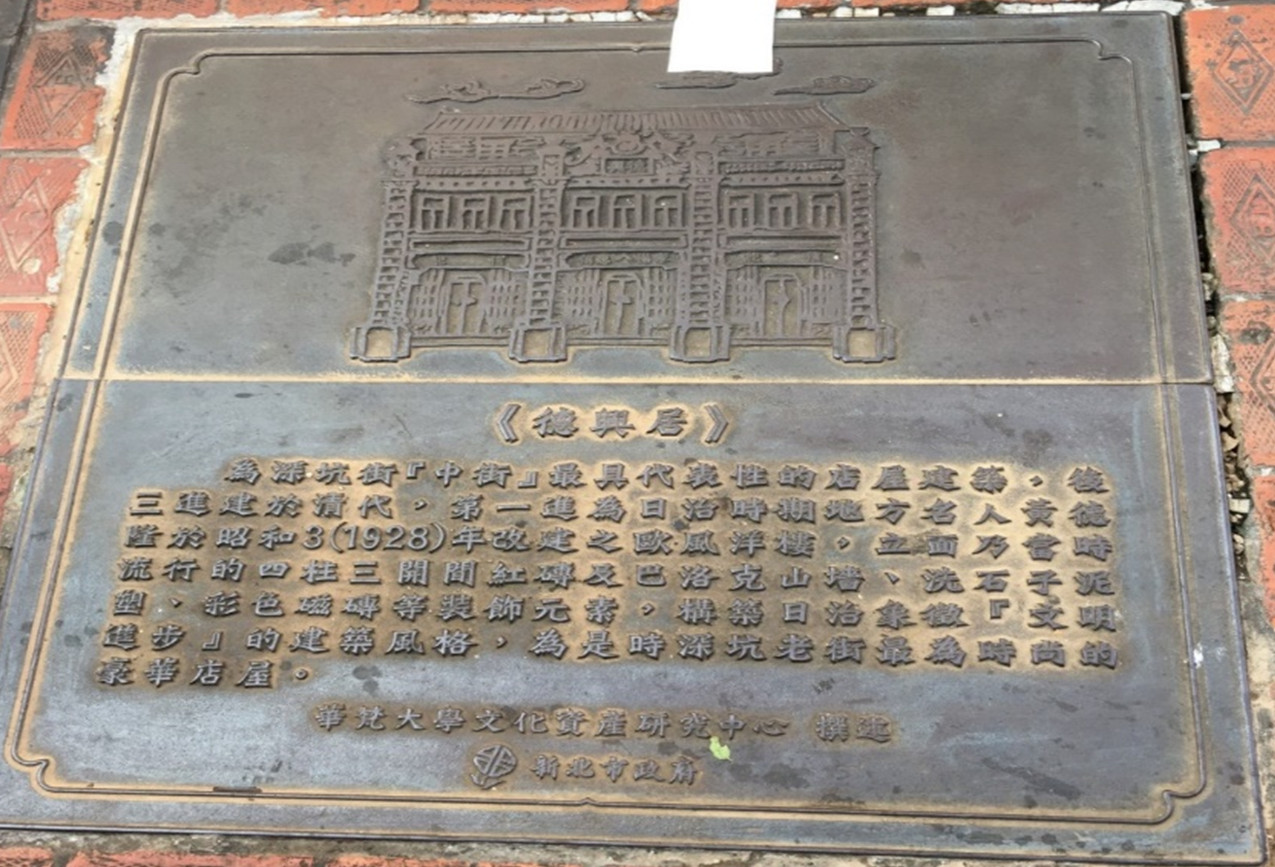 《德興居》
為深坑街『中街』最具代表性的店屋建築，後
三進建於清代，第一進為日治時期地方名人黃德
隆於昭和3(1928)年改建之歐風洋樓，立面乃當時
流行的四柱三開間紅磚及巴洛克山墙、洗石子泥
塑、彩色磁磚等裝飾元素，構築日治象徵『文明
進步』的建築風格，為是時深坑老街最為時尚的
豪華店屋。
華梵大學文化資產研究中心 撰述
新北市政府